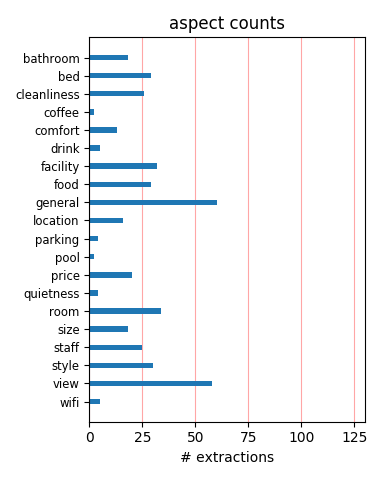 aspect counts
bathroom
bed
cleanliness
coffee
comfort
drink
facility
food
general
location
parking
pool
price
quietness
room
size
staff
style
view
wifi
0 25 50 75 100 125
# extractions